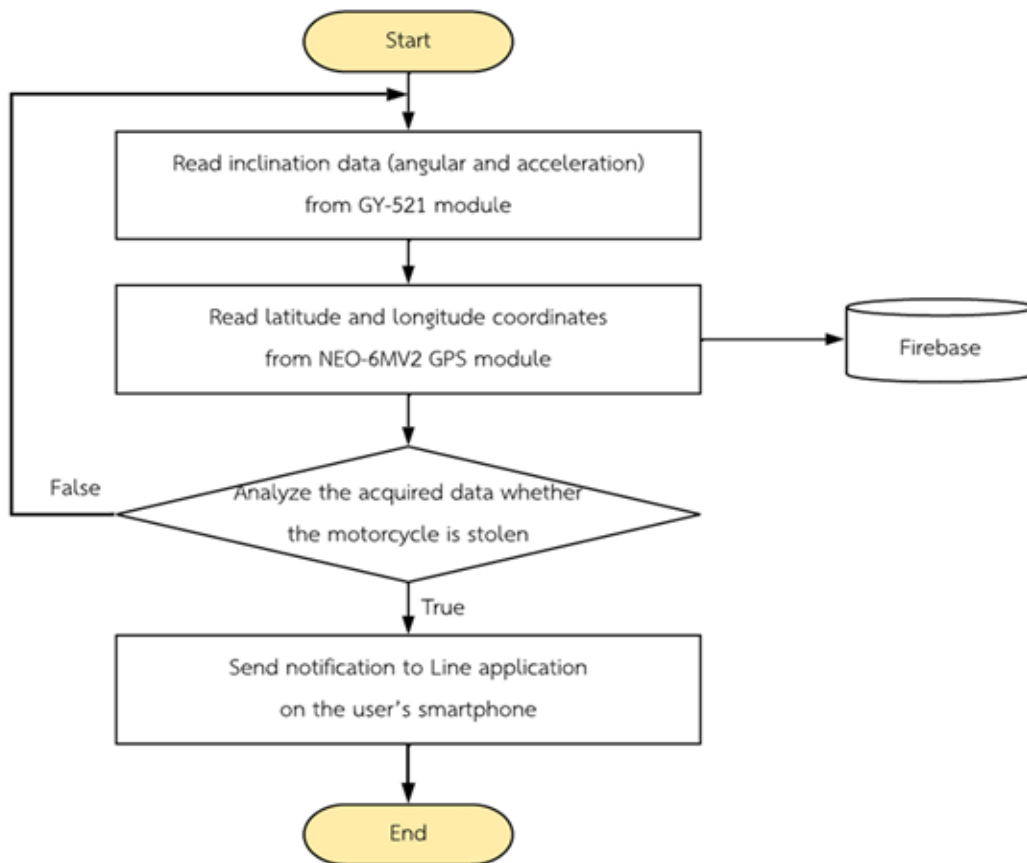 Start
Read inclination data (angular and acceleration)
from GY-521 module
Read latitude and longitude coordinates
from NEO-6MV2 GPS module
Firebase
False
Analyze the acquired data whether
the motorcycle is stolen
True
Send notification to Line application
on the user's smartphone
End